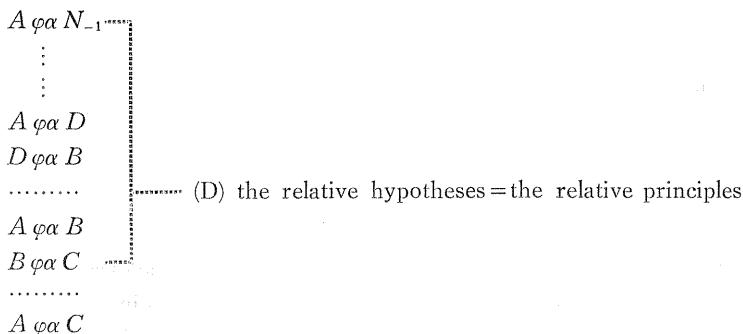 A φα N₋₁
⋮
⋮
A φα D
D φα B
......... (D) the relative hypotheses=the relative principles
A φα B
B φα C
.........
A φα C